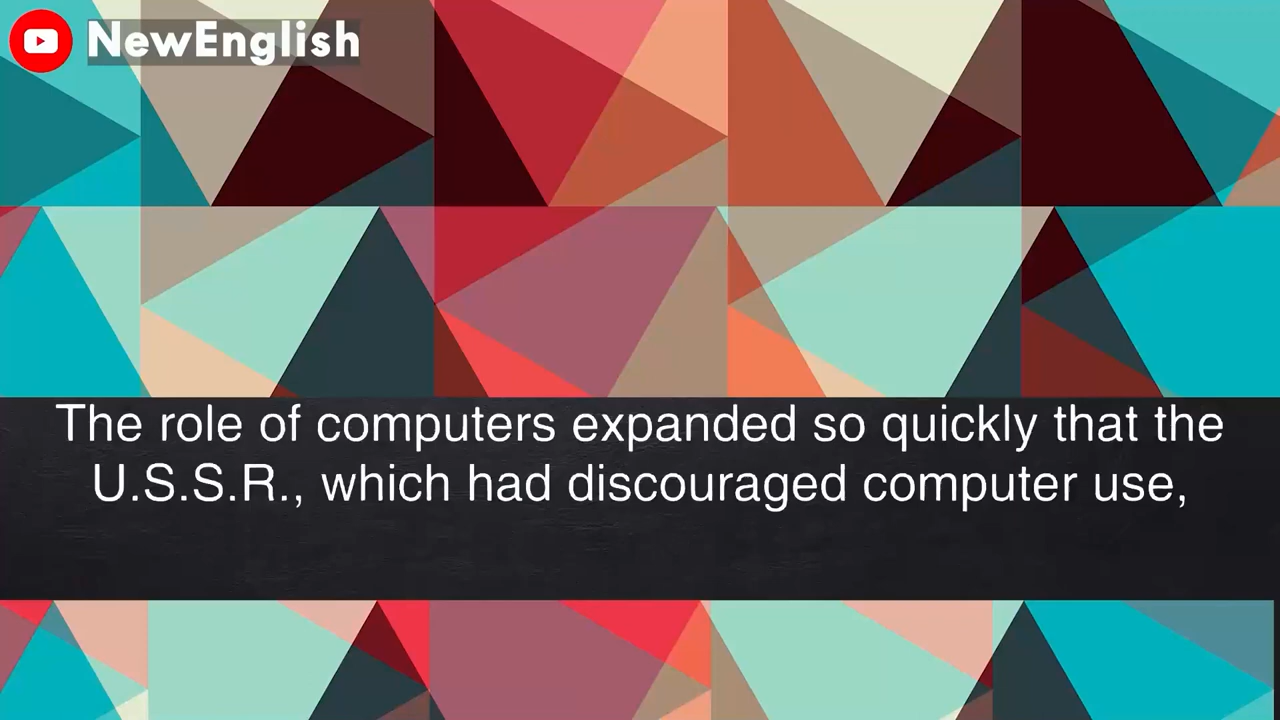 NewEnglish
The role of computers expanded so quickly that the
U.S.S.R., which had discouraged computer use,